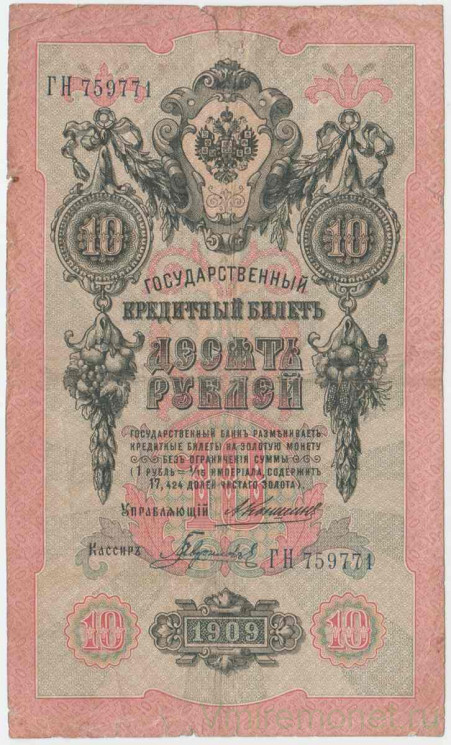 ГН 759771
10 10
ГОСУДАРСТВЕННЫЙ
КРЕДИТНЫЙ БИЛЕТЪ
ДЕСЯТЬ
РУБЛЕЙ
ГОСУДАРСТВЕННЫЙ БАНКЪ РАЗМѢНИВАЕТЪ
КРЕДИТНЫЕ БИЛЕТЫ НА ЗОЛОТУЮ МОНЕТУ
БЕЗЪ ОГРАНИЧЕНІЯ СУММЫ
(1 РУБЛЬ = 1/15 ИМПЕРІАЛА, СОДЕРЖИТЪ
17,424 ДОЛЕЙ ЧИСТАГО ЗОЛОТА).
10
УПРАВЛЯЮЩІЙ
КАССИРЪ
ГН 759771
10 1909 10